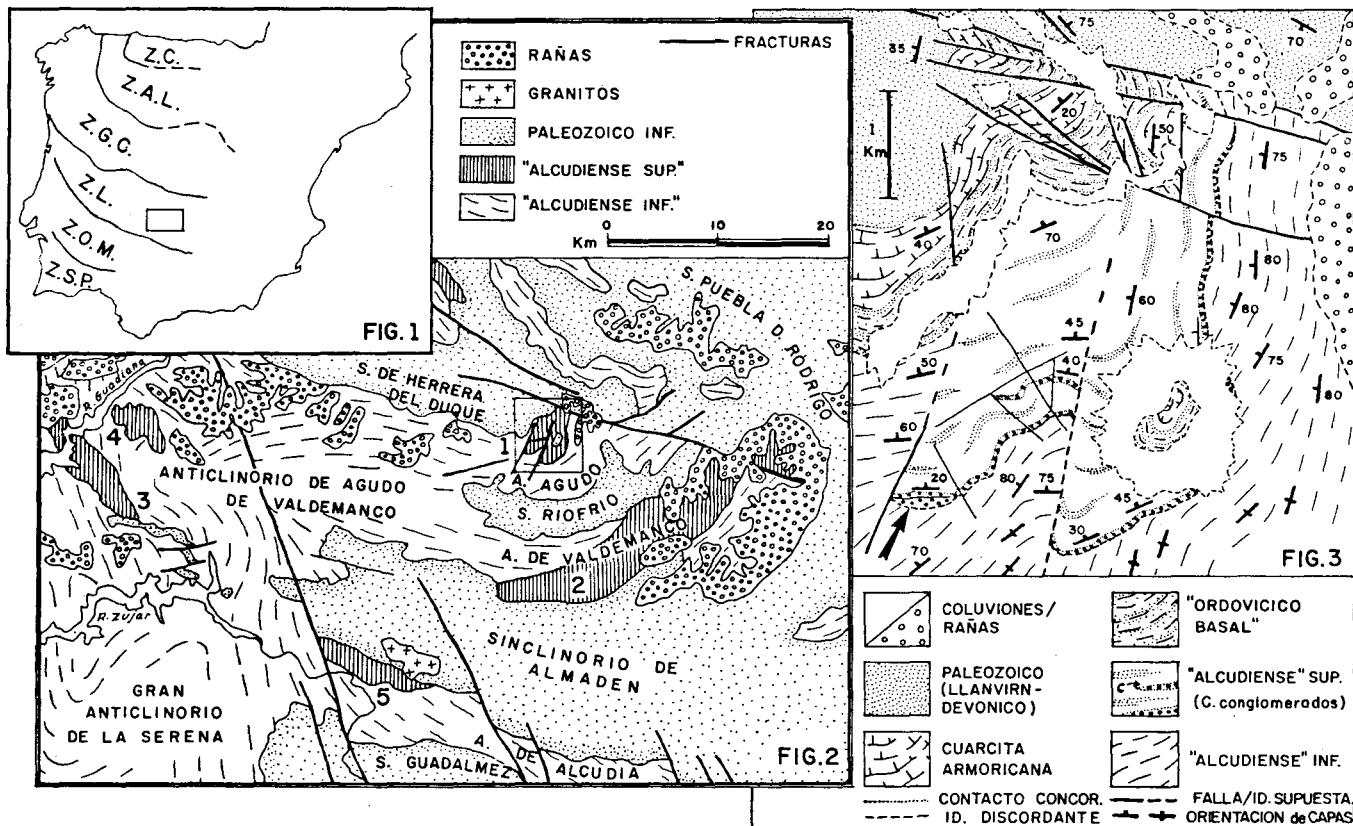 Z.C.
Z.A.L.
Z.G.C.
Z.L.
Z.O.M.
Z.S.P.
FIG.1
RAÑAS
FRACTURAS
GRANITOS
PALEOZOICO INF.
"ALCUDIENSE SUP."
"ALCUDIENSE INF."
0 10 20
Km
S. PUEBLA D. RODRIGO
R. Guadiana
S. DE HERRERA
DEL DUQUE
4
1
ANTICLINORIO DE AGUDO
DE VALDEMANCO
A. AGUDO
S. RIOFRIO
3
A. DE VALDEMANCO
2
R. Zujar
SINCLINORIO DE
ALMADEN
GRAN
ANTICLINORIO
DE LA SERENA
5
S. GUADALMEZ
A. DE ALCUDIA
FIG.2
75
35
70
1
Km
20
50
75
40
70
80
60
80
45
50
40
75
80
60
20
80
75
45
30
70
FIG.3
COLUVIONES/
RAÑAS
"ORDOVICICO
BASAL"
PALEOZOICO
(LLANVIRN-
DEVONICO)
C
"ALCUDIENSE" SUP.
(C. conglomerados)
CUARCITA
ARMORICANA
"ALCUDIENSE" INF.
CONTACTO CONCOR.
ID. DISCORDANTE
FALLA/ID. SUPUESTA.
ORIENTACION de CAPAS